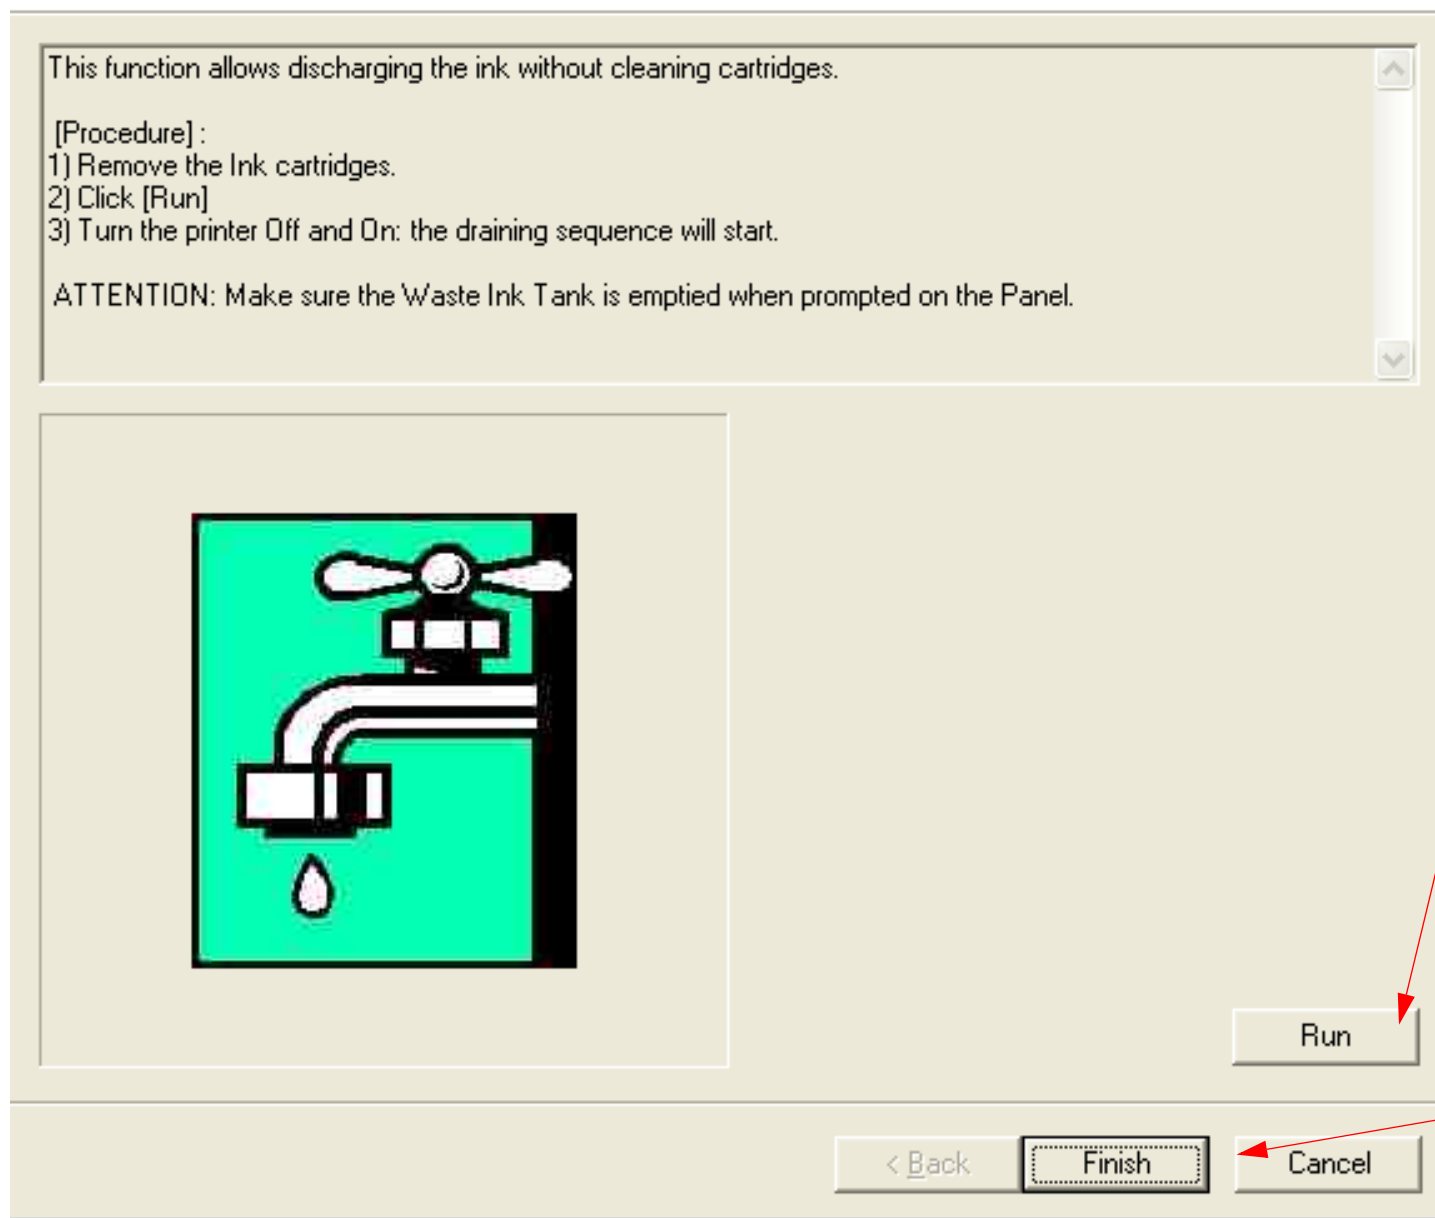 This function allows discharging the ink without cleaning cartridges.
[Procedure] :
1) Remove the Ink cartridges.
2) Click [Run]
3) Turn the printer Off and On: the draining sequence will start.
ATTENTION: Make sure the Waste Ink Tank is emptied when prompted on the Panel.
Run
< Back
Finish
Cancel